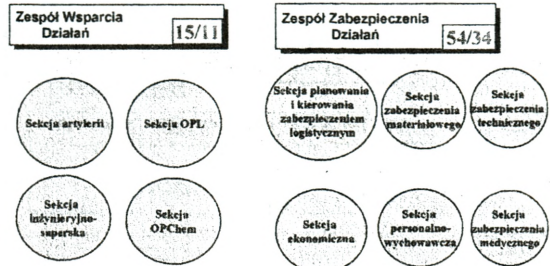 Zespół Wsparcia
Działań
15/11
Zespół Zabezpieczenia
Działań
54/34
Sekcja artylerii
Sekcja OPL
Sekcja planowania
i kierowania
zabezpieczeniem
logistycznym
Sekcja
zabezpieczenia
materiałowego
Sekcja
zabezpieczenia
technicznego
Sekcja
inżynieryjno-
saperska
Sekcja
OPChem
Sekcja
ekonomiczna
Sekcja
personalno-
wychowawcza
Sekcja
zabezpieczenia
medycznego